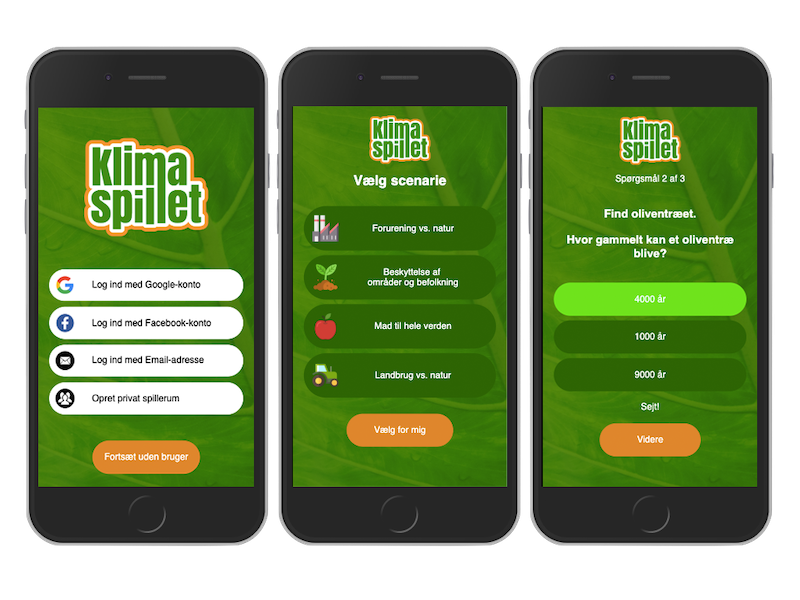 Klima
spillet
Log ind med Google-konto
Log ind med Facebook-konto
Log ind med Email-adresse
Opret privat spillerum
Fortsæt uden bruger
Klima
spillet
Vælg scenarie
Forurening vs. natur
Beskyttelse af
områder og befolkning
Mad til hele verden
Landbrug vs. natur
Vælg for mig
Klima
spillet
Spørgsmål 2 af 3
Find oliventræet.
Hvor gammelt kan et oliventræ
blive?
4000 år
1000 år
9000 år
Sejt!
Videre